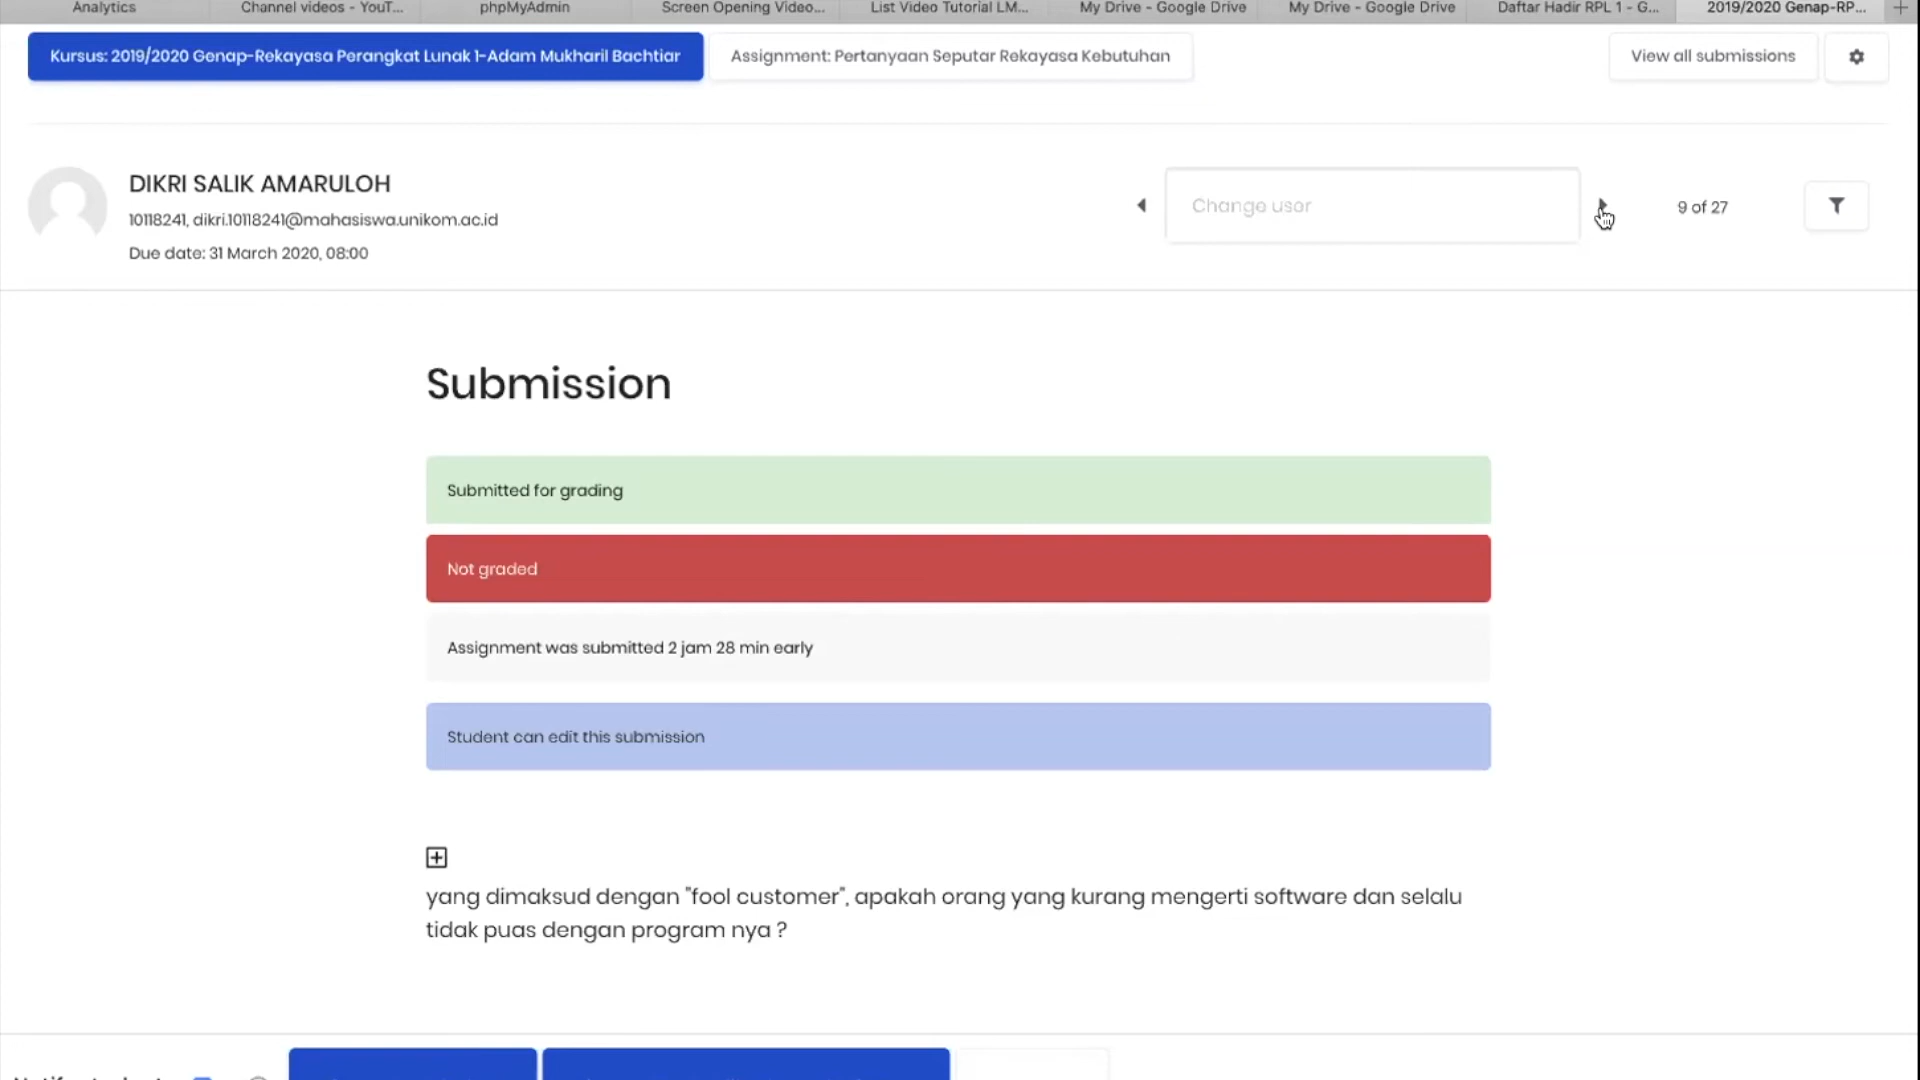 Analytics
Channel videos - YouT...
phpMyAdmin
Screen Opening Video...
List Video Tutorial LM...
My Drive - Google Drive
My Drive - Google Drive
Daftar Hadir RPL 1 - G...
2019/2020 Genap-RP...
Kursus: 2019/2020 Genap-Rekayasa Perangkat Lunak 1-Adam Mukharil Bachtiar
Assignment: Pertanyaan Seputar Rekayasa Kebutuhan
View all submissions
DIKRI SALIK AMARULOH
10118241, dikri.10118241@mahasiswa.unikom.ac.id
Due date: 31 March 2020, 08:00
Change user
9 of 27
Submission
Submitted for grading
Not graded
Assignment was submitted 2 jam 28 min early
Student can edit this submission
yang dimaksud dengan "fool customer", apakah orang yang kurang mengerti software dan selalu
tidak puas dengan program nya ?